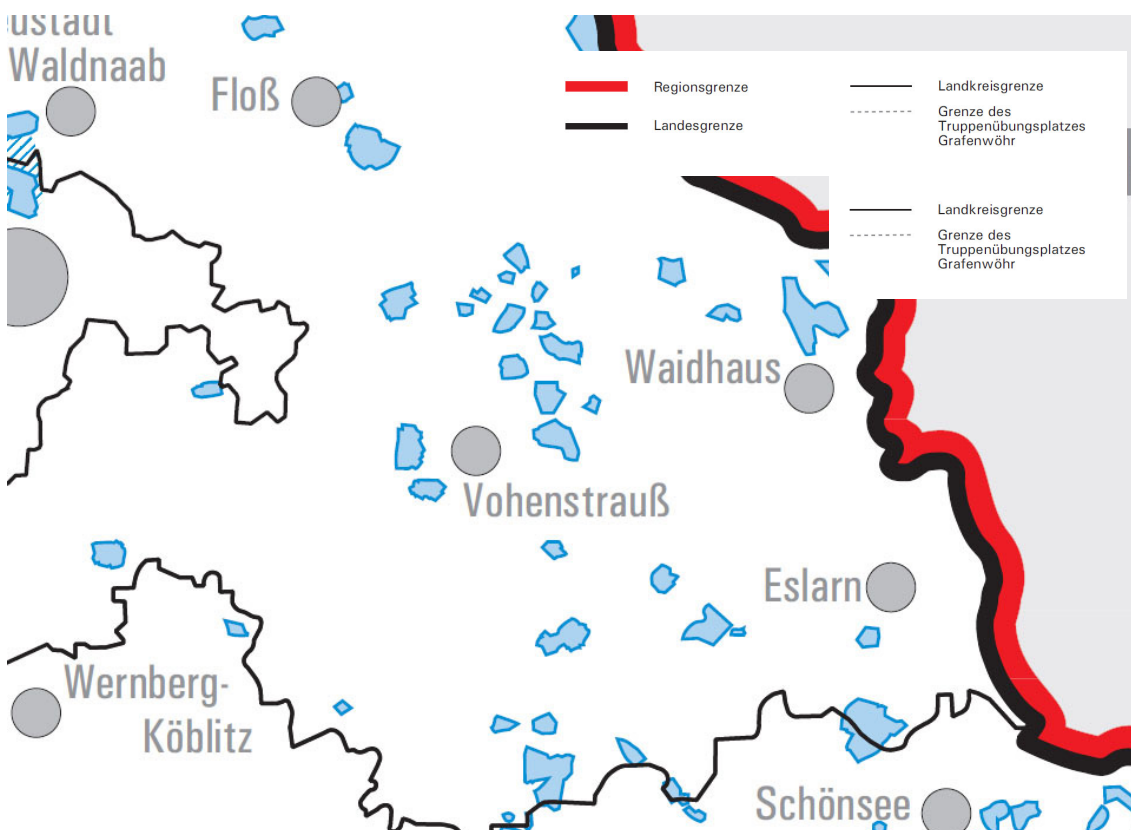 eustadt
Waldnaab
Floß
Regionsgrenze
Landesgrenze
Landkreisgrenze
Grenze des
Truppenübungsplatzes
Grafenwöhr
Landkreisgrenze
Grenze des
Truppenübungsplatzes
Grafenwöhr
Waidhaus
Vohenstrauß
Eslarn
Wernberg-
Köblitz
Schönsee